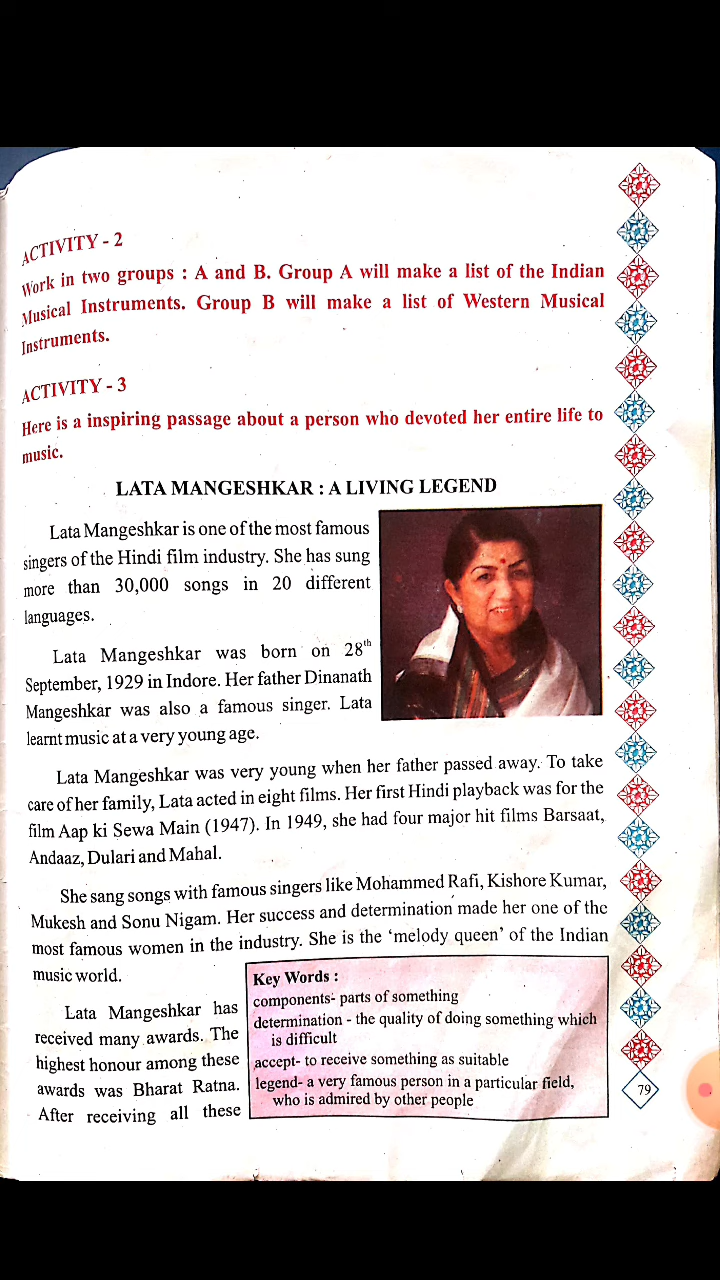 ACTIVITY - 2
Work in two groups : A and B. Group A will make a list of the Indian
Musical Instruments. Group B will make a list of Western Musical
Instruments.
ACTIVITY - 3
Here is a inspiring passage about a person who devoted her entire life to
music.
LATA MANGESHKAR : A LIVING LEGEND
Lata Mangeshkar is one of the most famous
singers of the Hindi film industry. She has sung
more than 30,000 songs in 20 different
languages.
Lata Mangeshkar was born on 28th
September, 1929 in Indore. Her father Dinanath
Mangeshkar was also a famous singer. Lata
learnt music at a very young age.
Lata Mangeshkar was very young when her father passed away. To take
care of her family, Lata acted in eight films. Her first Hindi playback was for the
film Aap ki Sewa Main (1947). In 1949, she had four major hit films Barsaat,
Andaaz, Dulari and Mahal.
She sang songs with famous singers like Mohammed Rafi, Kishore Kumar,
Mukesh and Sonu Nigam. Her success and determination made her one of the
most famous women in the industry. She is the ‘melody queen’ of the Indian
music world.
Lata Mangeshkar has
received many awards. The
highest honour among these
awards was Bharat Ratna.
After receiving all these
Key Words :
components- parts of something
determination - the quality of doing something which
is difficult
accept- to receive something as suitable
legend- a very famous person in a particular field,
who is admired by other people
79